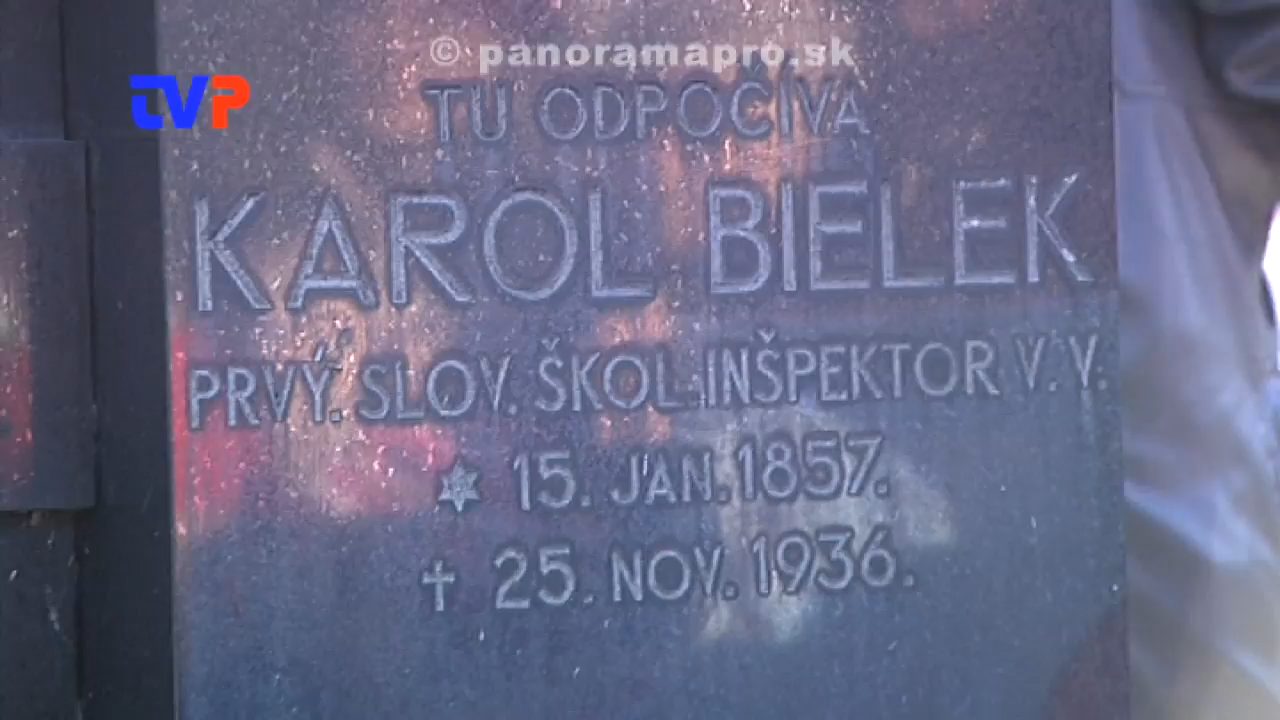 © panoramapro.sk
TVP
TU ODPOČÍVA
KAROL BIELEK
PRVÝ. SLOV. ŠKOL. INŠPEKTOR V. V.
15. JAN. 1857.
25. NOV. 1936.